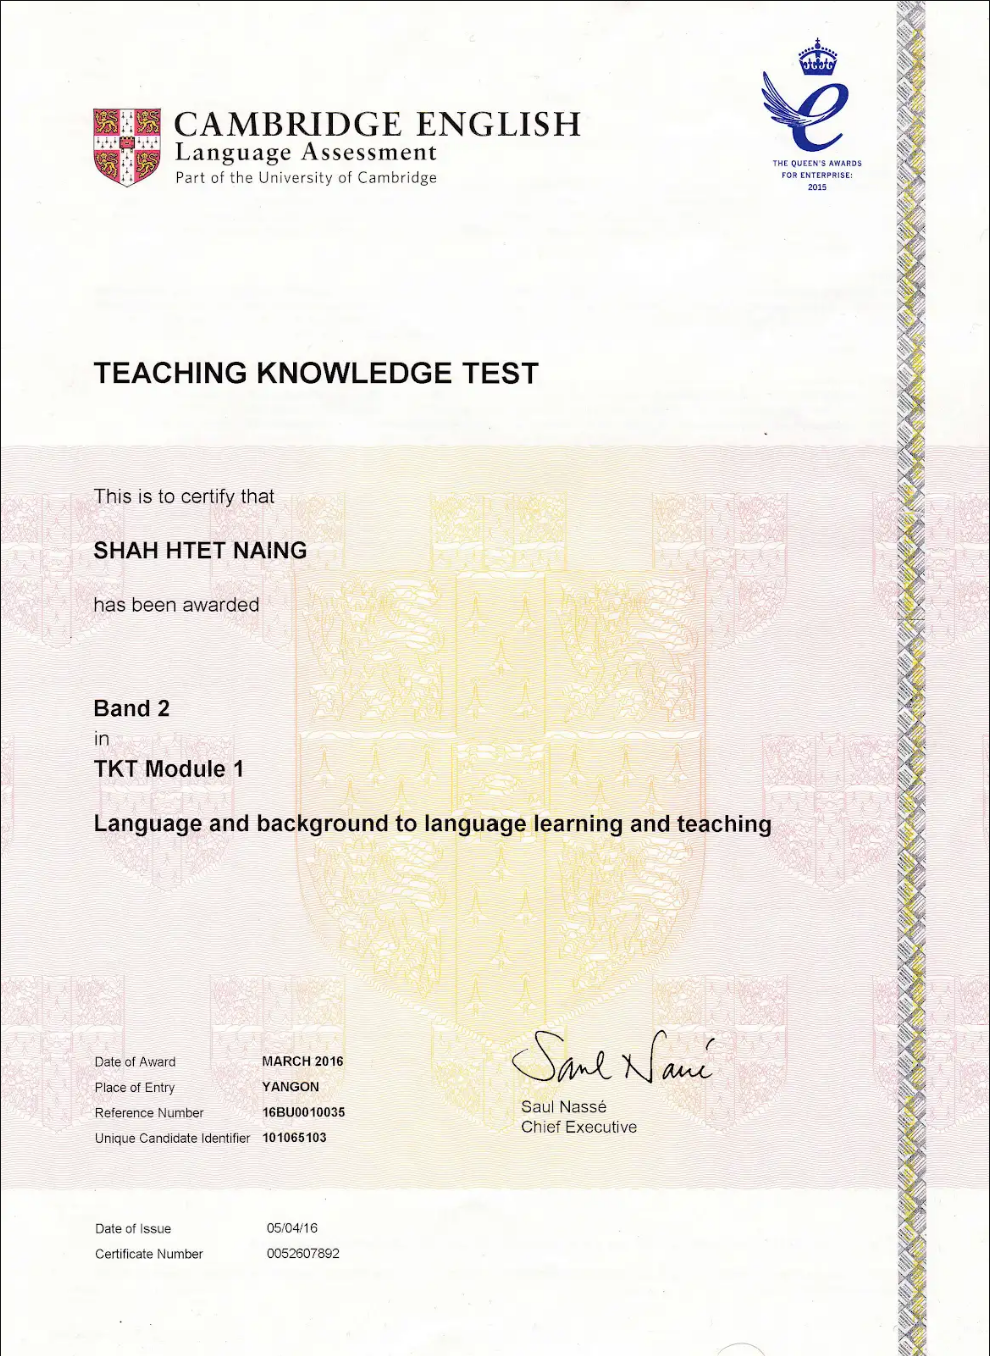 CAMBRIDGE ENGLISH
Language Assessment
Part of the University of Cambridge
THE QUEEN'S AWARDS
FOR ENTERPRISE:
2015
TEACHING KNOWLEDGE TEST
This is to certify that
SHAH HTET NAING
has been awarded
Band 2
in
TKT Module 1
Language and background to language learning and teaching
Date of Award MARCH 2016
Place of Entry YANGON
Reference Number 16BU0010035
Unique Candidate Identifier 101065103
Saul Nassé
Saul Nassé
Chief Executive
Date of Issue 05/04/16
Certificate Number 0052607892